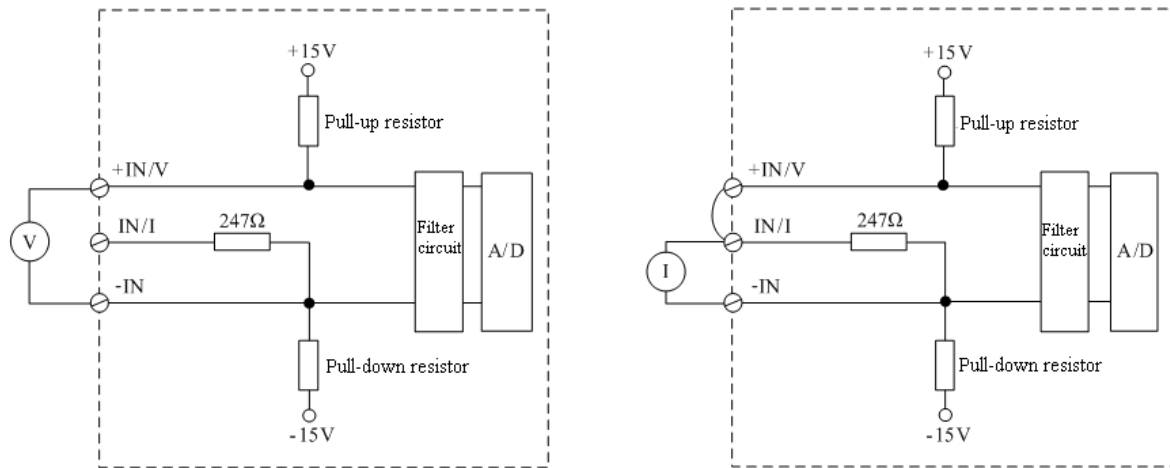 +15V
Pull-up resistor
+IN/V
IN/I
247Ω
V
-IN
Filter
circuit
A/D
Pull-down resistor
-15V
+15V
Pull-up resistor
+IN/V
IN/I
247Ω
I
-IN
Filter
circuit
A/D
Pull-down resistor
-15V